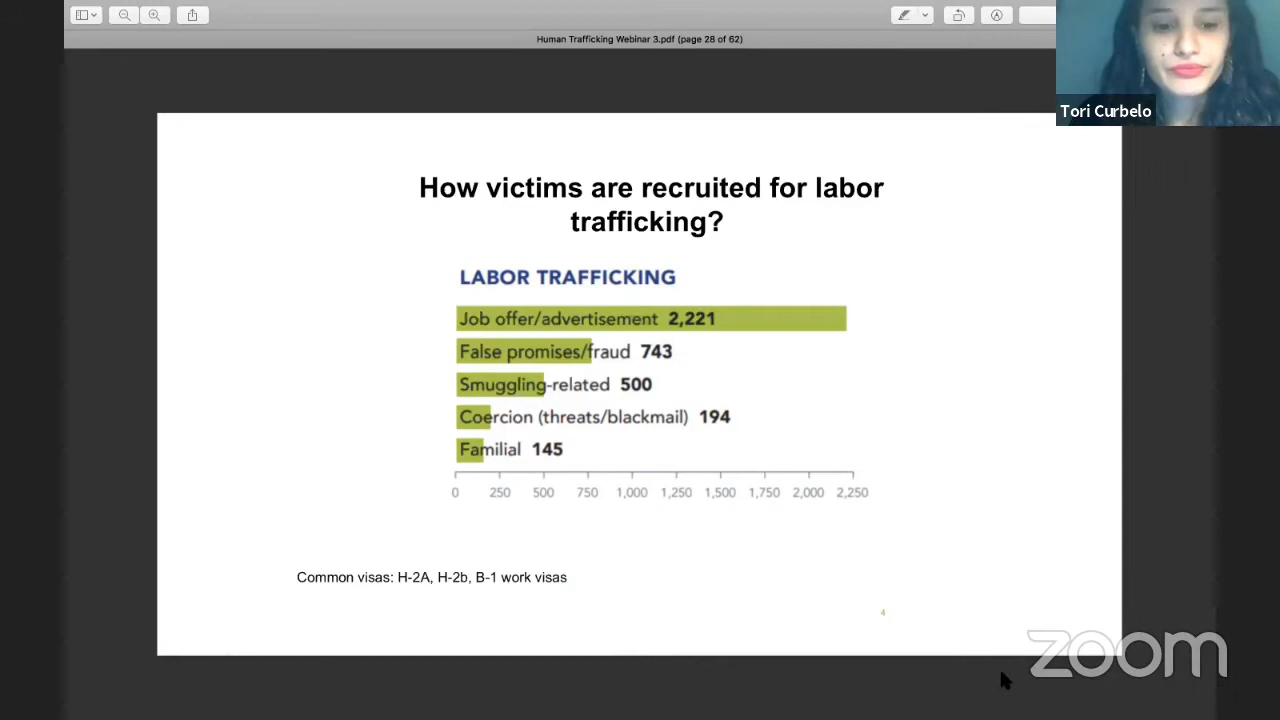 Human Trafficking Webinar 3.pdf (page 28 of 62)
Tori Curbelo
How victims are recruited for labor
trafficking?
LABOR TRAFFICKING
Job offer/advertisement 2,221
False promises/fraud 743
Smuggling-related 500
Coercion (threats/blackmail) 194
Familial 145
0 250 500 750 1,000 1,250 1,500 1,750 2,000 2,250
Common visas: H-2A, H-2b, B-1 work visas
4
zoom